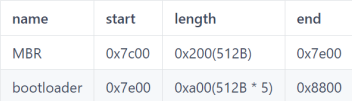 name start length end
MBR 0x7c00 0x200(512B) 0x7e00
bootloader 0x7e00 0xa00(512B * 5) 0x8800